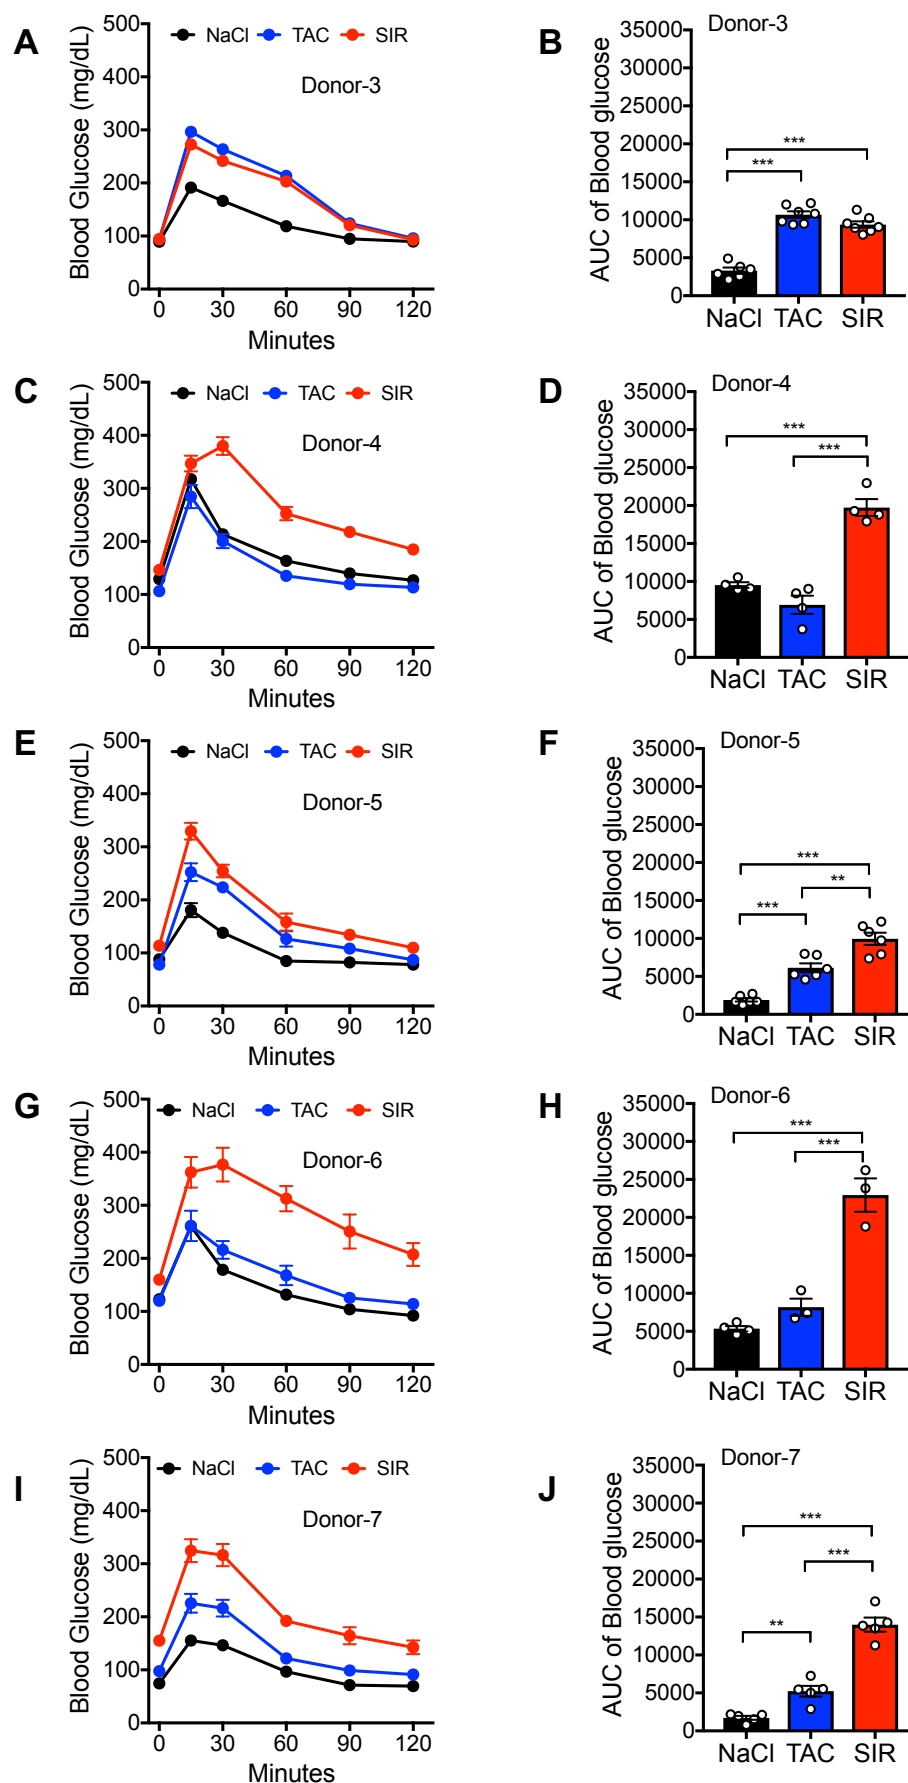 A
Blood Glucose (mg/dL)
500
400
300
200
100
0
NaCl TAC SIR
Donor-3
0 30 60 90 120
Minutes
B
Donor-3
AUC of Blood glucose
35000
30000
25000
20000
15000
10000
5000
0
***
***
NaCl TAC SIR
C
Blood Glucose (mg/dL)
500
400
300
200
100
0
NaCl TAC SIR
Donor-4
0 30 60 90 120
Minutes
D
Donor-4
AUC of Blood glucose
35000
30000
25000
20000
15000
10000
5000
0
***
***
NaCl TAC SIR
E
Blood Glucose (mg/dL)
500
400
300
200
100
0
NaCl TAC SIR
Donor-5
0 30 60 90 120
Minutes
F
Donor-5
AUC of Blood glucose
35000
30000
25000
20000
15000
10000
5000
0
***
**
***
NaCl TAC SIR
G
Blood Glucose (mg/dL)
500
400
300
200
100
0
NaCl TAC SIR
Donor-6
0 30 60 90 120
Minutes
H
Donor-6
AUC of Blood glucose
35000
30000
25000
20000
15000
10000
5000
0
***
***
NaCl TAC SIR
I
Blood Glucose (mg/dL)
500
400
300
200
100
0
NaCl TAC SIR
Donor-7
0 30 60 90 120
Minutes
J
Donor-7
AUC of Blood glucose
35000
30000
25000
20000
15000
10000
5000
0
***
***
**
NaCl TAC SIR